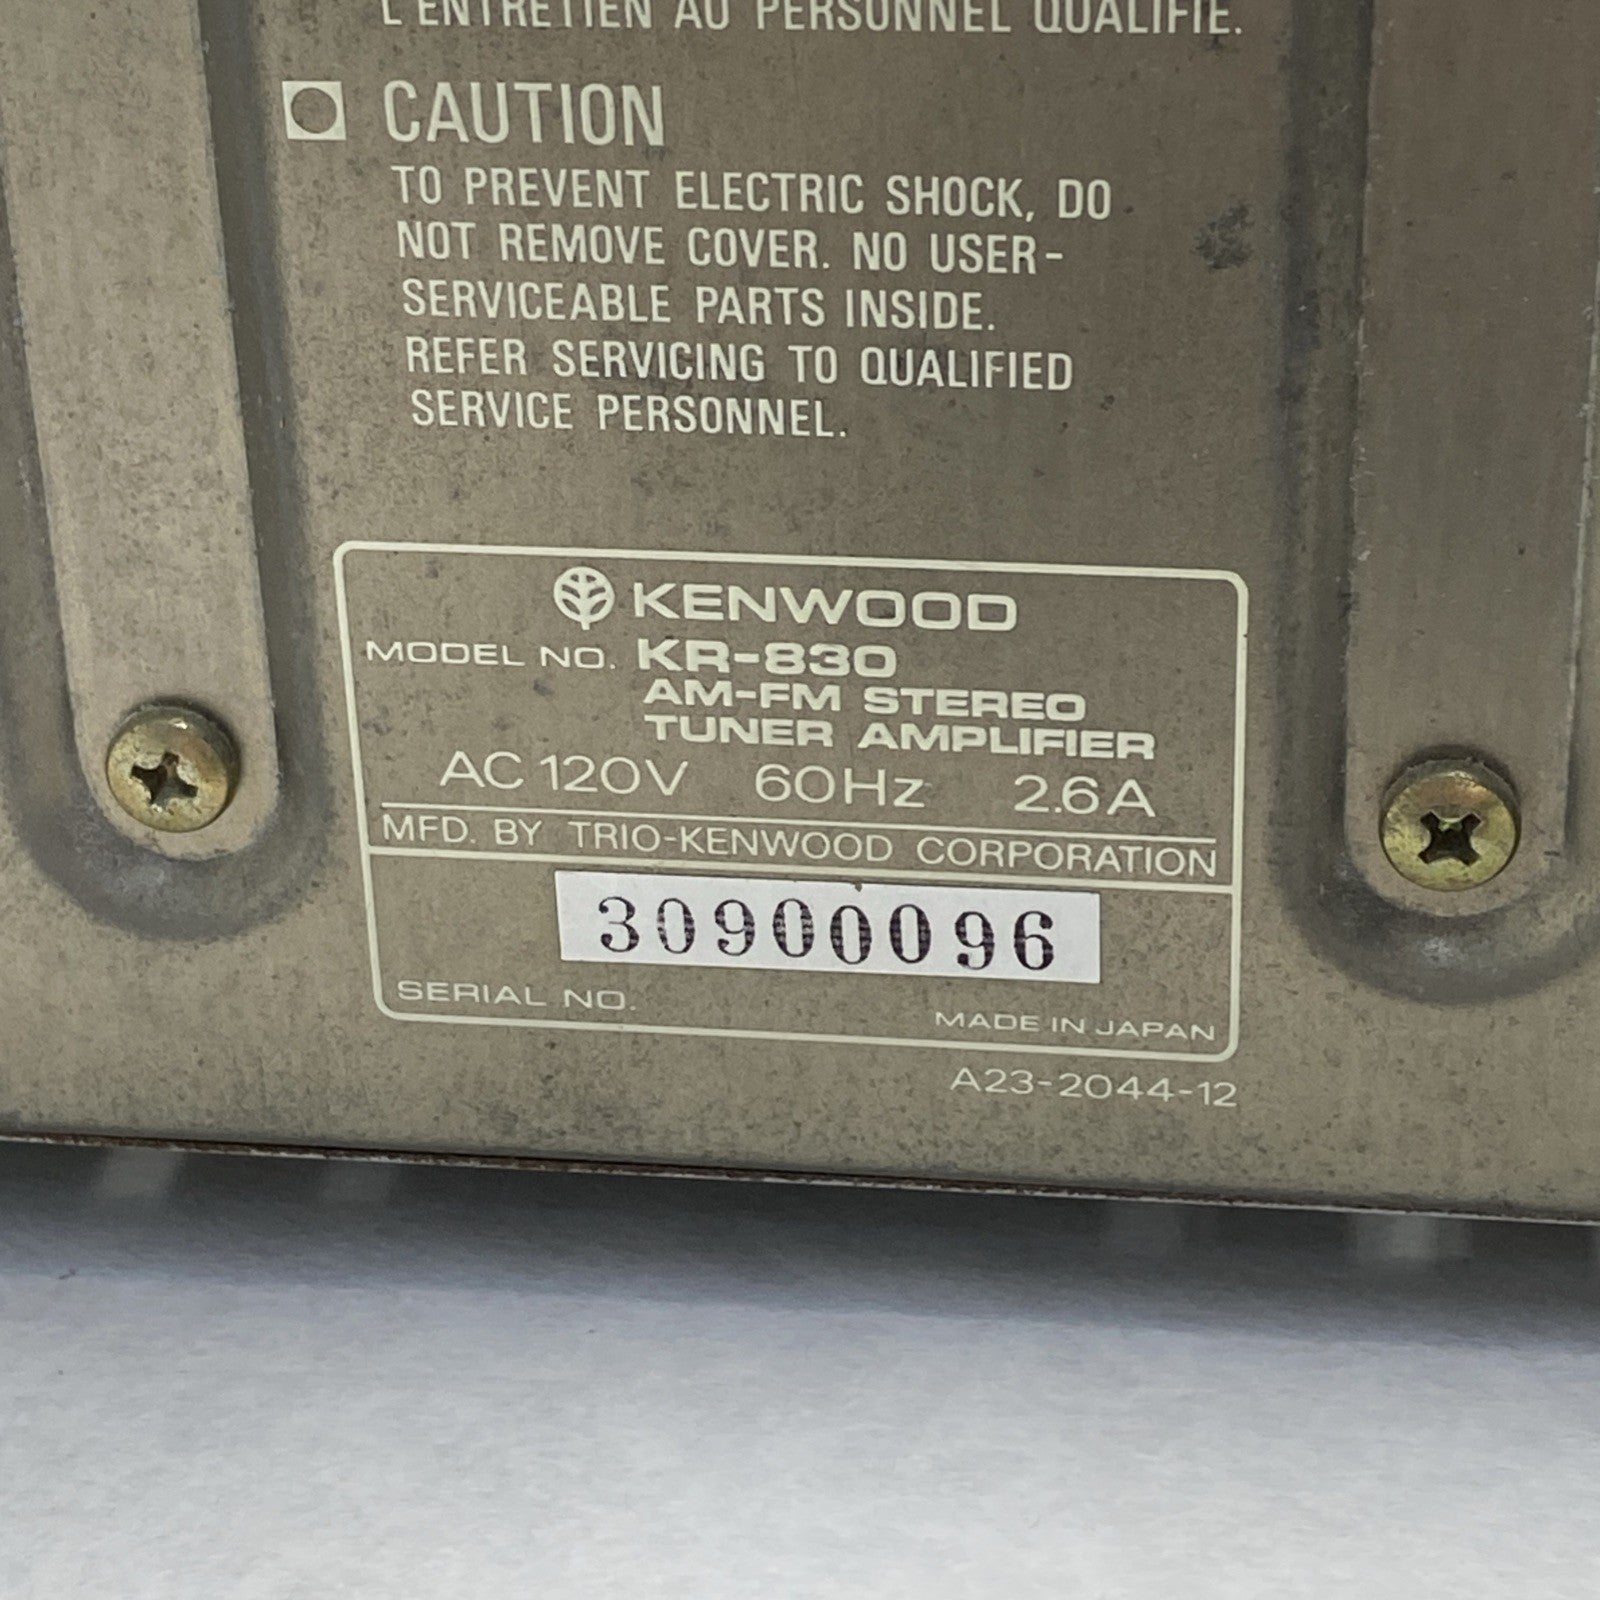 L'ENTRETIEN AU PERSONNEL QUALIFIE.
CAUTION
TO PREVENT ELECTRIC SHOCK, DO
NOT REMOVE COVER. NO USER-
SERVICEABLE PARTS INSIDE.
REFER SERVICING TO QUALIFIED
SERVICE PERSONNEL.
KENWOOD
MODEL NO. KR-830
AM-FM STEREO
TUNER AMPLIFIER
AC 120V 60Hz 2.6A
MFD. BY TRIO-KENWOOD CORPORATION
30900096
SERIAL NO.
MADE IN JAPAN
A23-2044-12